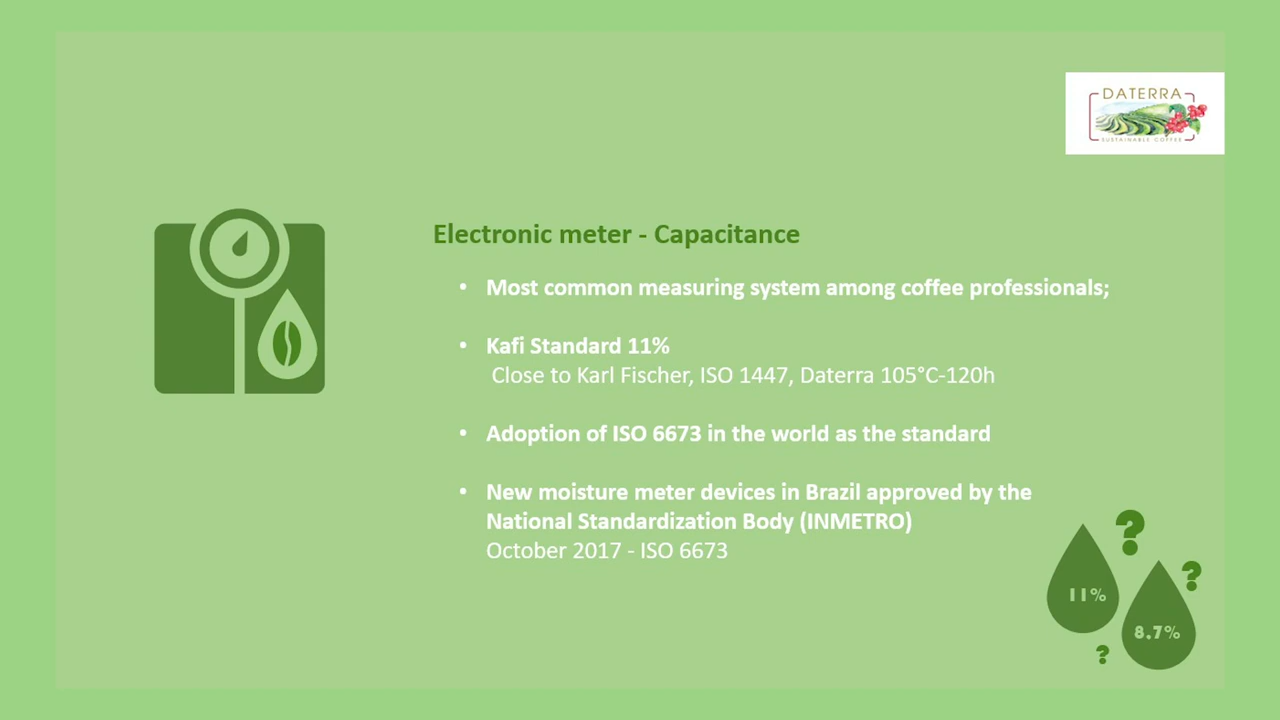 DATERRA
SUSTAINABLE COFFEE
Electronic meter - Capacitance
• Most common measuring system among coffee professionals;
• Kafi Standard 11%
Close to Karl Fischer, ISO 1447, Daterra 105°C-120h
• Adoption of ISO 6673 in the world as the standard
• New moisture meter devices in Brazil approved by the
National Standardization Body (INMETRO)
October 2017 - ISO 6673
?
?
11%
8.7%
?